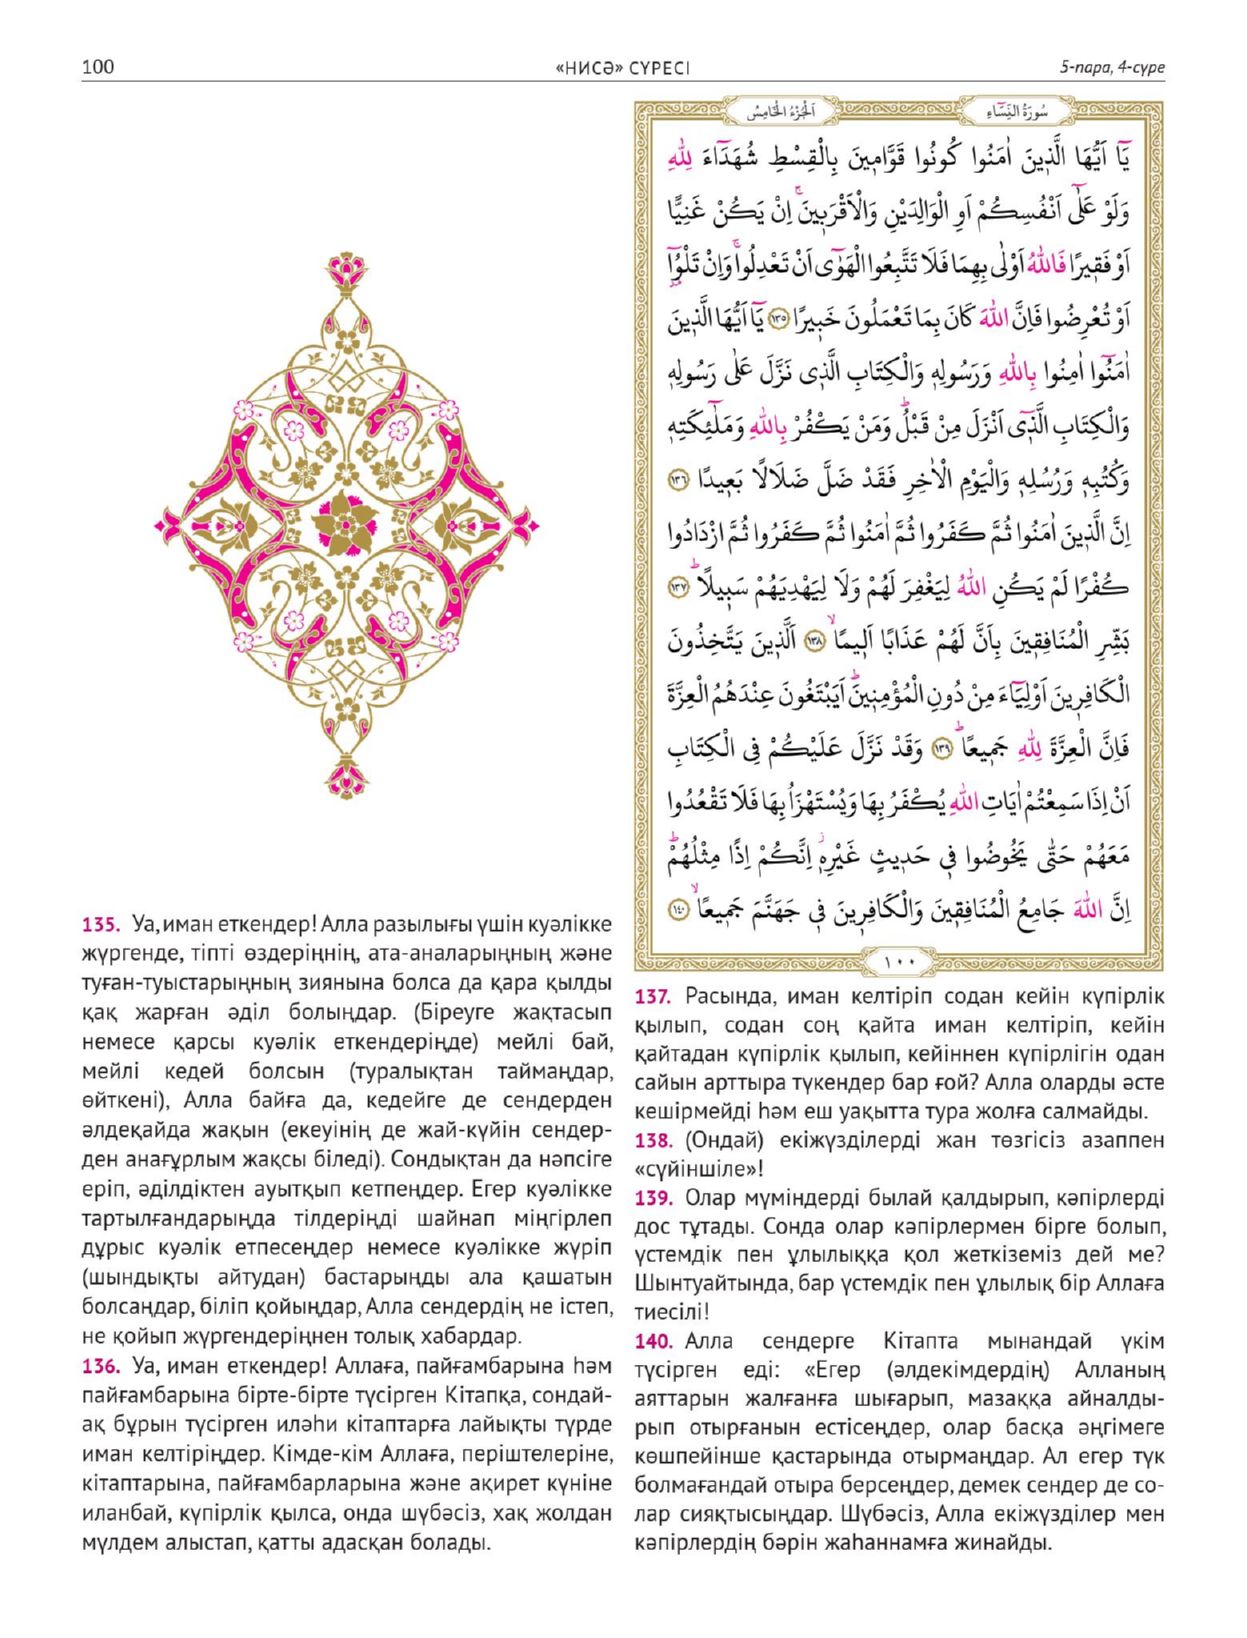 100
«НИСӘ» СҮРЕСІ
5-пара, 4-сүре
اَلْجُزْءُ الْخَامِسُ
سُورَةُ النِّسَٓاءِ
يَٓا اَيُّهَا الَّذ۪ينَ اٰمَنُوا كُونُوا قَوَّام۪ينَ بِالْقِسْطِ شُهَدَٓاءَ لِلّٰهِ
وَلَوْ عَلٰٓى اَنْفُسِكُمْ اَوِ الْوَالِدَيْنِ وَالْاَقْرَب۪ينَۚ اِنْ يَكُنْ غَنِيًّا
اَوْ فَق۪يرًا فَاللّٰهُ اَوْلٰى بِهِمَا فَلَا تَتَّبِعُوا الْهَوٰٓى اَنْ تَعْدِلُواۚ وَاِنْ تَلْوُ۫ٓا
اَوْ تُعْرِضُوا فَاِنَّ اللّٰهَ كَانَ بِمَا تَعْمَلُونَ خَب۪يرًا ﴿١٣٥﴾ يَٓا اَيُّهَا الَّذ۪ينَ
اٰمَنُٓوا اٰمِنُوا بِاللّٰهِ وَرَسُولِه۪ وَالْكِتَابِ الَّذ۪ى نَزَّلَ عَلٰى رَسُولِه۪
وَالْكِتَابِ الَّذ۪ٓى اَنْزَلَ مِنْ قَبْلُۜ وَمَنْ يَكْفُرْ بِاللّٰهِ وَمَلٰٓئِكَتِه۪
وَكُتُبِه۪ وَرُسُلِه۪ وَالْيَوْمِ الْاٰخِرِ فَقَدْ ضَلَّ ضَلَالًا بَع۪يدًا ﴿١٣٦﴾
اِنَّ الَّذ۪ينَ اٰمَنُوا ثُمَّ كَفَرُوا ثُمَّ اٰمَنُوا ثُمَّ كَفَرُوا ثُمَّ ازْدَادُوا
كُفْرًا لَمْ يَكُنِ اللّٰهُ لِيَغْفِرَ لَهُمْ وَلَا لِيَهْدِيَهُمْ سَب۪يلًاۜ ﴿١٣٧﴾
بَشِّرِ الْمُنَافِق۪ينَ بِاَنَّ لَهُمْ عَذَابًا اَل۪يمًاۙ ﴿١٣٨﴾ اَلَّذ۪ينَ يَتَّخِذُونَ
الْكَافِر۪ينَ اَوْلِيَٓاءَ مِنْ دُونِ الْمُؤْمِن۪ينَۜ اَيَبْتَغُونَ عِنْدَهُمُ الْعِزَّةَ
فَاِنَّ الْعِزَّةَ لِلّٰهِ جَم۪يعًاۜ ﴿١٣٩﴾ وَقَدْ نَزَّلَ عَلَيْكُمْ فِى الْكِتَابِ
اَنْ اِذَا سَمِعْتُمْ اٰيَاتِ اللّٰهِ يُكْفَرُ بِهَا وَيُسْتَهْزَاُ بِهَا فَلَا تَقْعُدُوا
مَعَهُمْ حَتّٰى يَخُوضُوا ف۪ى حَد۪يثٍ غَيْرِه۪ۘ اِنَّكُمْ اِذًا مِثْلُهُمْۜ
اِنَّ اللّٰهَ جَامِعُ الْمُنَافِق۪ينَ وَالْكَافِر۪ينَ ف۪ى جَهَنَّمَ جَم۪يعًاۙ ﴿١٤٠﴾
١٠٠
135. Уа, иман еткендер! Алла разылығы үшін куәлікке
жүргенде, тіпті өздеріңнің, ата-аналарыңның және
туған-туыстарыңның зиянына болса да қара қылды
қақ жарған әділ болыңдар. (Біреуге жақтасып
немесе қарсы куәлік еткендеріңде) мейлі бай,
мейлі кедей болсын (туралықтан таймаңдар,
өйткені), Алла байға да, кедейге де сендерден
әлдеқайда жақын (екеуінің де жай-күйін сендер-
ден анағұрлым жақсы біледі). Сондықтан да нәпсіге
еріп, әділдіктен ауытқып кетпеңдер. Егер куәлікке
тартылғандарыңда тілдеріңді шайнап міңгірлеп
дұрыс куәлік етпесеңдер немесе куәлікке жүріп
(шындықты айтудан) бастарыңды ала қашатын
болсаңдар, біліп қойыңдар, Алла сендердің не істеп,
не қойып жүргендеріңнен толық хабардар.
136. Уа, иман еткендер! Аллаға, пайғамбарына һәм
пайғамбарына бірте-бірте түсірген Кітапқа, сондай-
ақ бұрын түсірген иләһи кітаптарға лайықты түрде
иман келтіріңдер. Кімде-кім Аллаға, періштелеріне,
кітаптарына, пайғамбарларына және ақирет күніне
иланбай, күпірлік қылса, онда шүбәсіз, хақ жолдан
мүлдем алыстап, қатты адасқан болады.
137. Расында, иман келтіріп содан кейін күпірлік
қылып, содан соң қайта иман келтіріп, кейін
қайтадан күпірлік қылып, кейіннен күпірлігін одан
сайын арттыра түкендер бар ғой? Алла оларды әсте
кешірмейді һәм еш уақытта тура жолға салмайды.
138. (Ондай) екіжүзділерді жан төзгісіз азаппен
«сүйіншіле»!
139. Олар мүміндерді былай қалдырып, кәпірлерді
дос тұтады. Сонда олар кәпірлермен бірге болып,
үстемдік пен ұлылыққа қол жеткіземіз дей ме?
Шынтуайтында, бар үстемдік пен ұлылық бір Аллаға
тиесілі!
140. Алла сендерге Кітапта мынандай үкім
түсірген еді: «Егер (әлдекімдердің) Алланың
аяттарын жалғанға шығарып, мазаққа айналды-
рып отырғанын естісеңдер, олар басқа әңгімеге
көшпейінше қастарында отырмаңдар. Ал егер түк
болмағандай отыра берсеңдер, демек сендер де со-
лар сияқтысыңдар. Шүбәсіз, Алла екіжүзділер мен
кәпірлердің бәрін жаһаннамға жинайды.